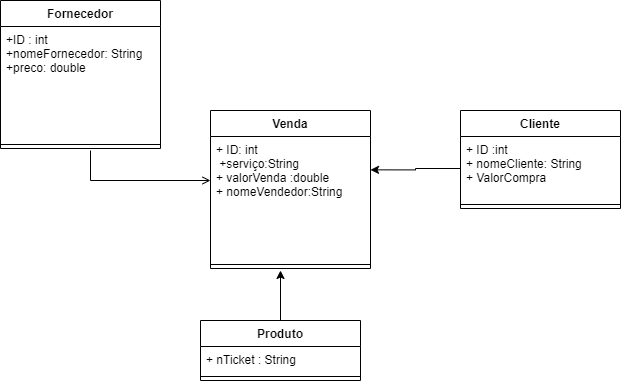 Fornecedor
+ID : int
+nomeFornecedor: String
+preco: double
Venda
+ ID: int
+serviço:String
+ valorVenda :double
+ nomeVendedor:String
Cliente
+ ID :int
+ nomeCliente: String
+ ValorCompra
Produto
+ nTicket : String